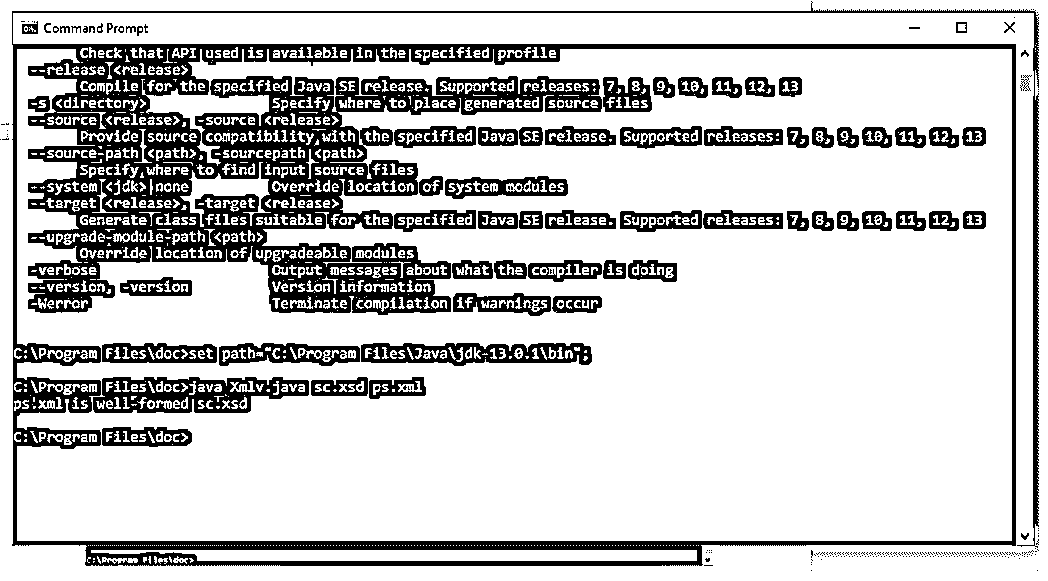 Command Prompt
Check that API used is available in the specified profile
--release <release>
Compile for the specified Java SE release. Supported releases: 7, 8, 9, 10, 11, 12, 13
-s <directory> Specify where to place generated source files
--source <release>, -source <release>
Provide source compatibility with the specified Java SE release. Supported releases: 7, 8, 9, 10, 11, 12, 13
--source-path <path>, -sourcepath <path>
Specify where to find input source files
--system <jdk>|none Override location of system modules
--target <release>, -target <release>
Generate class files suitable for the specified Java SE release. Supported releases: 7, 8, 9, 10, 11, 12, 13
--upgrade-module-path <path>
Override location of upgradeable modules
-verbose Output messages about what the compiler is doing
--version, -version Version information
-Werror Terminate compilation if warnings occur
C:\Program Files\doc>set path="C:\Program Files\Java\jdk-13.0.1\bin";
C:\Program Files\doc>java Xmlv.java sc.xsd ps.xml
ps.xml is well-formed sc.xsd
C:\Program Files\doc>
C:\Program Files\doc>